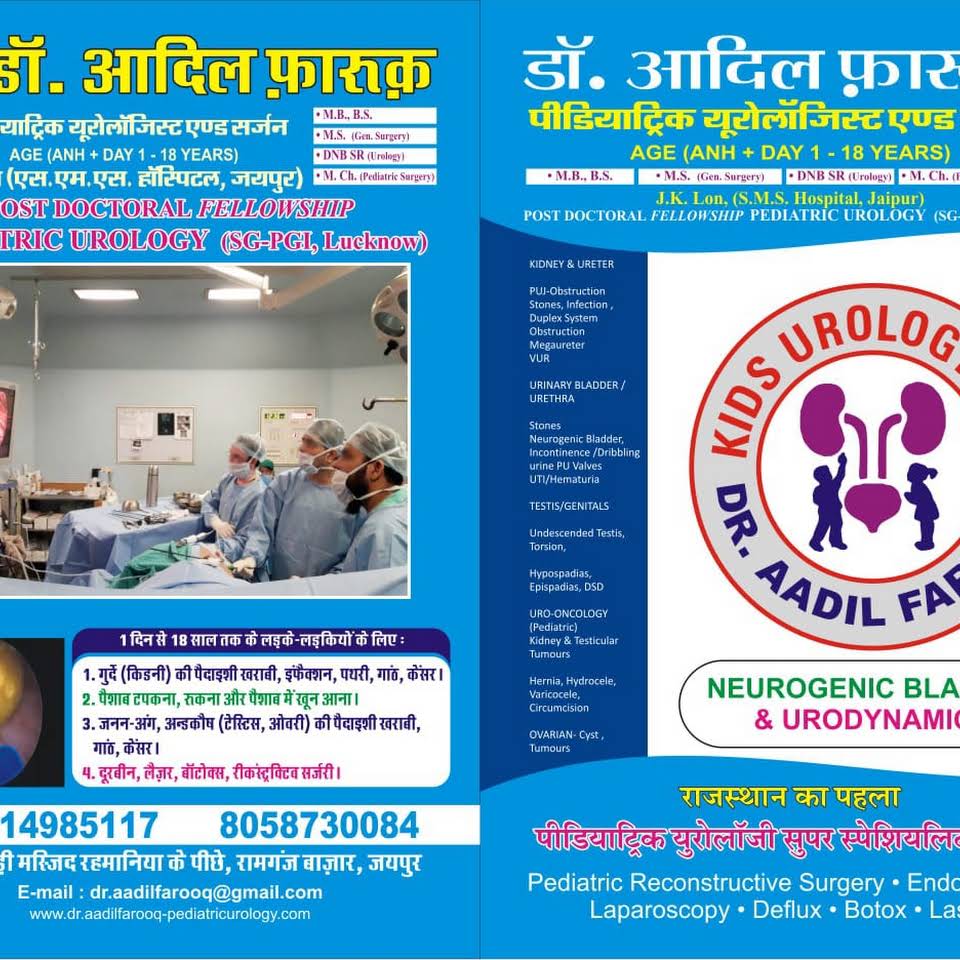 डॉ. आदिल फ़ारूक़
याट्रिक यूरोलॉजिस्ट एण्ड सर्जन
AGE (ANH + DAY 1 - 18 YEARS)
(एस.एम.एस. हॉस्पिटल, जयपुर)
• M.B., B.S.
• M.S. (Gen. Surgery)
• DNB SR (Urology)
• M. Ch. (Pediatric Surgery)
POST DOCTORAL FELLOWSHIP
TRIC UROLOGY (SG-PGI, Lucknow)
1 दिन से 18 साल तक के लड़के-लड़कियों के लिए :
1. गुर्दे (किडनी) की पैदाइशी खराबी, इंफैक्शन, पथरी, गाठ, केंसर।
2. पैशाब टपकना, रुकना और पैशाब में खून आना।
3. जनन-अंग, अन्डकौष (टेस्टिस, ओवरी) की पैदाइशी खराबी,
गाठ, केंसर।
4. दूरबीन, लैज़र, बॉटोक्स, रीकंस्ट्रक्टिव सर्जरी।
14985117 8058730084
ड़ी मस्जिद रहमानिया के पीछे, रामगंज बाज़ार, जयपुर
E-mail : dr.aadilfarooq@gmail.com
www.dr.aadilfarooq-pediatricurology.com
डॉ. आदिल फ़ारू
पीडियाट्रिक यूरोलॉजिस्ट एण्ड
AGE (ANH + DAY 1 - 18 YEARS)
• M.B., B.S. • M.S. (Gen. Surgery) • DNB SR (Urology) • M. Ch. (
J.K. Lon, (S.M.S. Hospital, Jaipur)
POST DOCTORAL FELLOWSHIP PEDIATRIC UROLOGY (SG-
KIDNEY & URETER
PUJ-Obstruction
Stones, Infection ,
Duplex System
Obstruction
Megaureter
VUR
URINARY BLADDER /
URETHRA
Stones
Neurogenic Bladder,
Incontinence /Dribbling
urine PU Valves
UTI/Hematuria
TESTIS/GENITALS
Undescended Testis,
Torsion,
Hypospadias,
Epispadias, DSD
URO-ONCOLOGY
(Pediatric)
Kidney & Testicular
Tumours
Hernia, Hydrocele,
Varicocele,
Circumcision
OVARIAN- Cyst ,
Tumours
KIDS UROLOG
DR. AADIL FAR
NEUROGENIC BLA
& URODYNAMIC
राजस्थान का पहला
पीडियाट्रिक युरोलॉजी सुपर स्पेशियलि
Pediatric Reconstructive Surgery • Endo
Laparoscopy • Deflux • Botox • Las